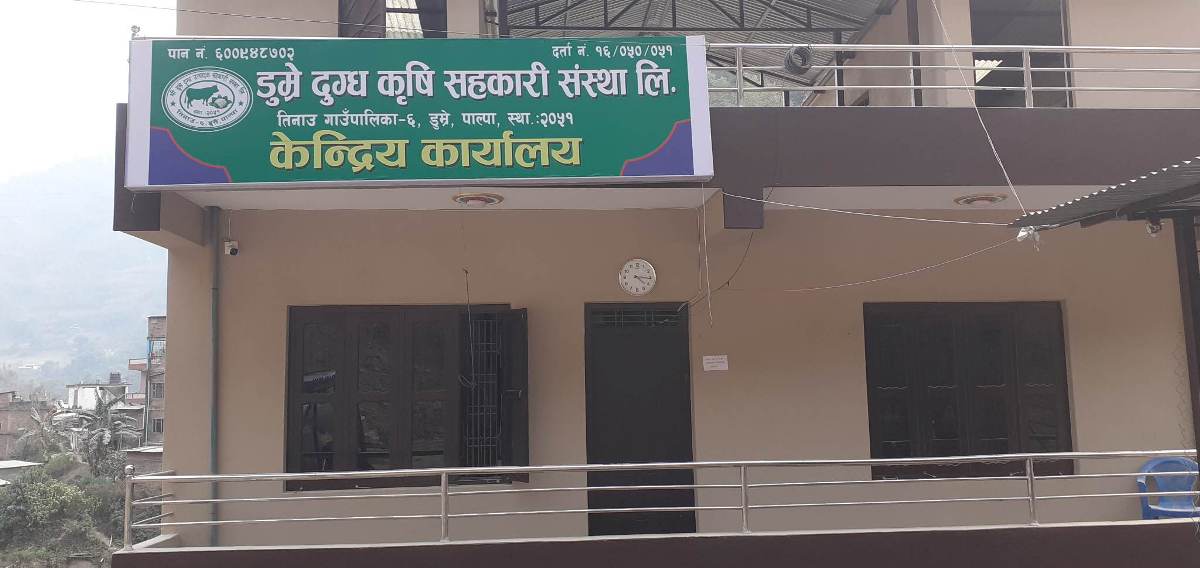 पान नं. ६००९४८७०२
दर्ता नं. १६/०५०/०५१
डुम्रे दुग्ध कृषि सहकारी संस्था लि.
तिनाउ गाउँपालिका-६, डुम्रे, पाल्पा, स्था.:२०५१
केन्द्रिय कार्यालय